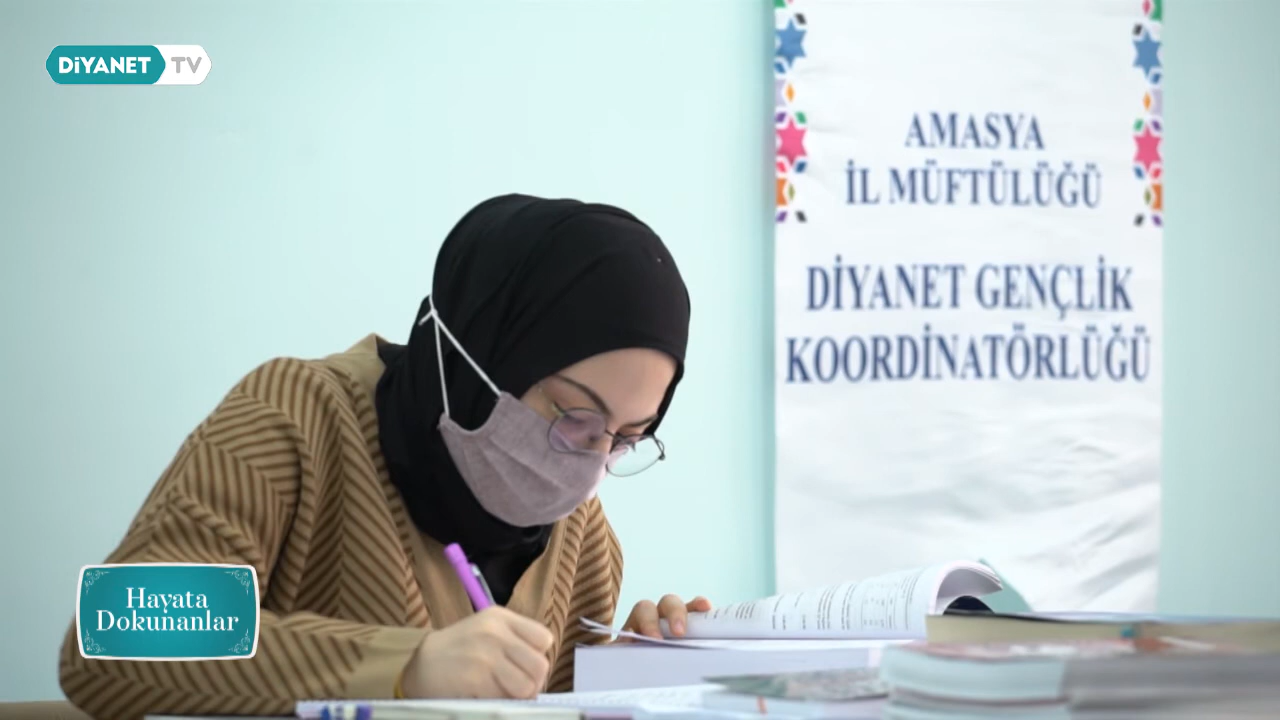 DİYANET TV
AMASYA
İL MÜFTÜLÜĞÜ
DİYANET GENÇLİK
KOORDİNATÖRLÜĞÜ
Hayata
Dokunanlar